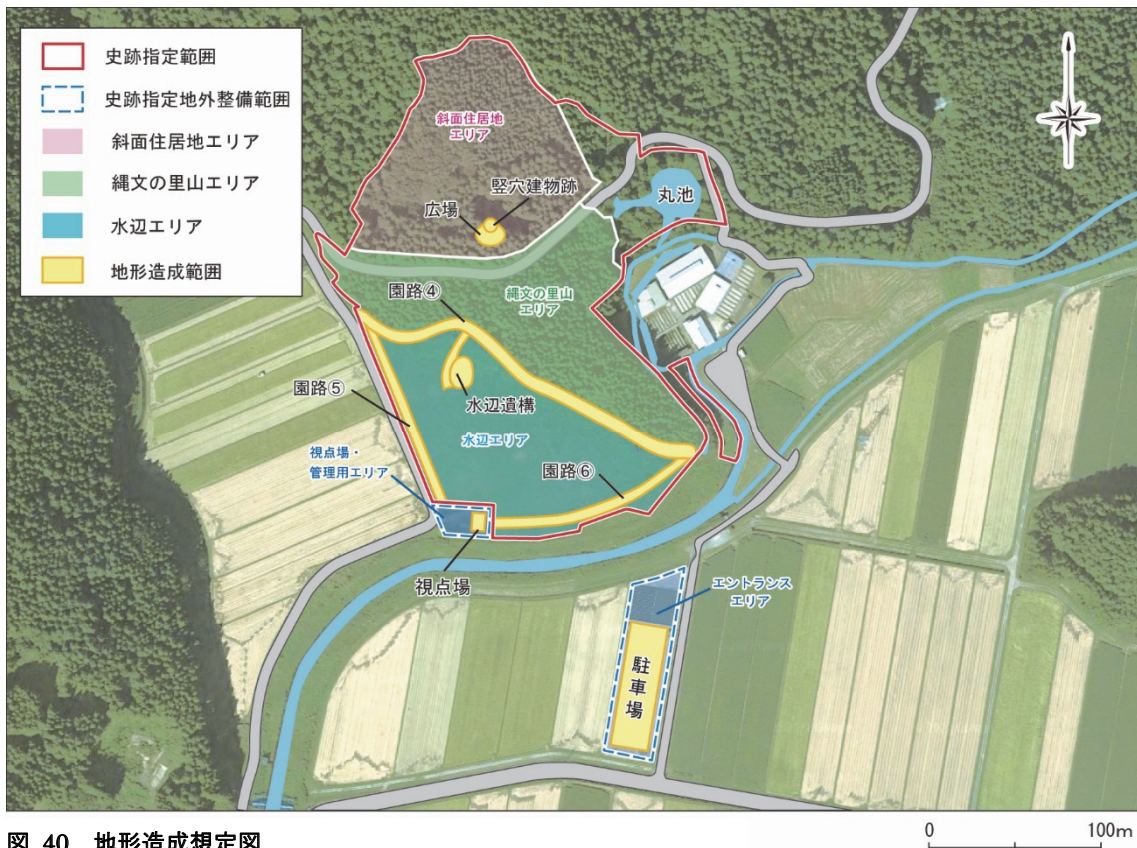 史跡指定範囲
史跡指定地外整備範囲
斜面住居地エリア
縄文の里山エリア
水辺エリア
地形造成範囲
斜面住居地
エリア
竪穴建物跡
広場
丸池
園路④
縄文の里山
エリア
園路⑤
水辺遺構
水辺エリア
視点場・
管理用エリア
園路⑥
視点場
エントランス
エリア
駐車場
図 40 地形造成想定図
0 100m